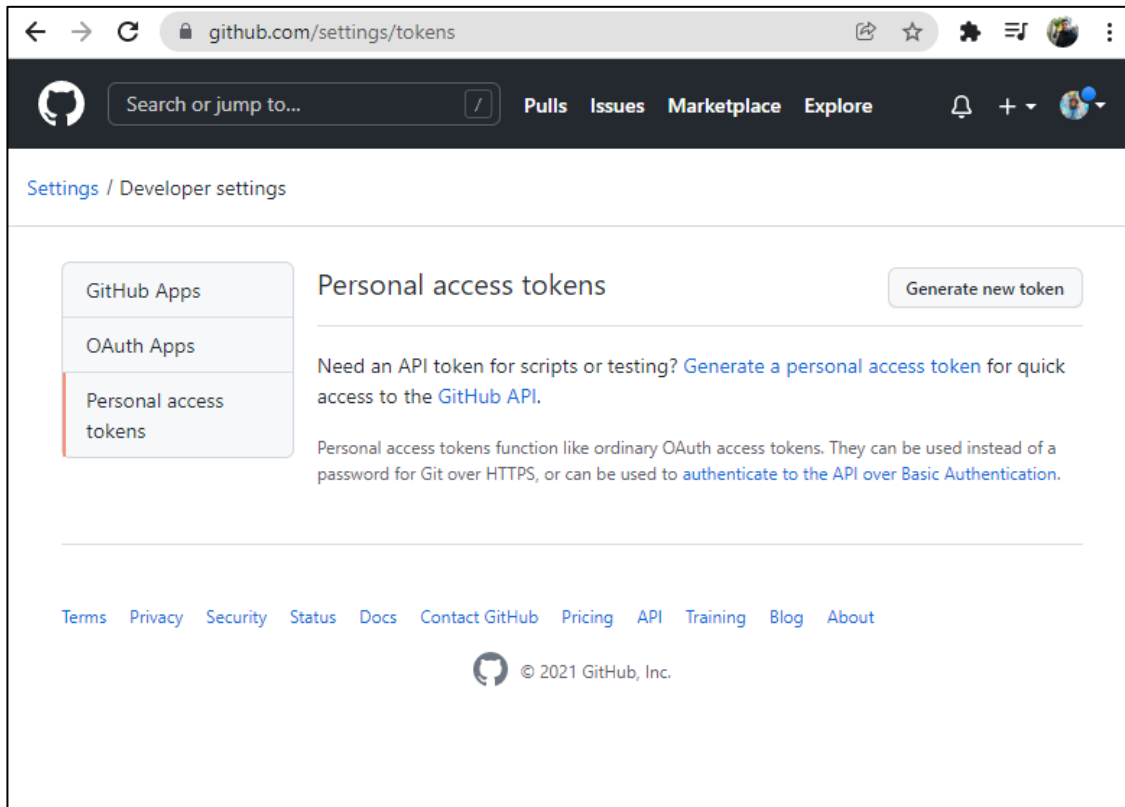 github.com/settings/tokens
Search or jump to... /
Pulls Issues Marketplace Explore
Settings / Developer settings
GitHub Apps
OAuth Apps
Personal access
tokens
Personal access tokens
Generate new token
Need an API token for scripts or testing? Generate a personal access token for quick
access to the GitHub API.
Personal access tokens function like ordinary OAuth access tokens. They can be used instead of a
password for Git over HTTPS, or can be used to authenticate to the API over Basic Authentication.
Terms Privacy Security Status Docs Contact GitHub Pricing API Training Blog About
© 2021 GitHub, Inc.